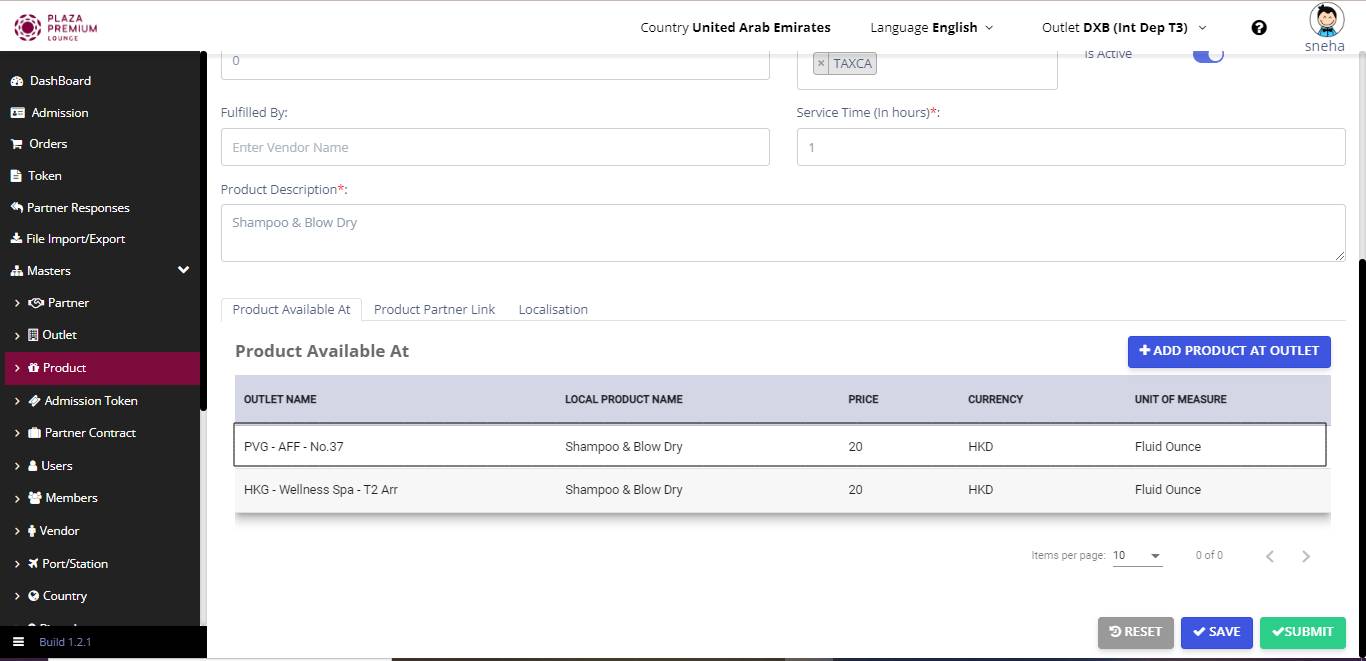 PLAZA
PREMIUM
LOUNGE
Country United Arab Emirates
Language English
Outlet DXB (Int Dep T3)
sneha
DashBoard
Admission
Orders
Token
Partner Responses
File Import/Export
Masters
Partner
Outlet
Product
Admission Token
Partner Contract
Users
Members
Vendor
Port/Station
Country
Build 1.2.1
0
× TAXCA
Is Active
Fulfilled By:
Service Time (In hours)*:
Enter Vendor Name
1
Product Description*:
Shampoo & Blow Dry
Product Available At Product Partner Link Localisation
Product Available At
ADD PRODUCT AT OUTLET
OUTLET NAME LOCAL PRODUCT NAME PRICE CURRENCY UNIT OF MEASURE
PVG - AFF - No.37 Shampoo & Blow Dry 20 HKD Fluid Ounce
HKG - Wellness Spa - T2 Arr Shampoo & Blow Dry 20 HKD Fluid Ounce
Items per page: 10 0 of 0
RESET SAVE SUBMIT